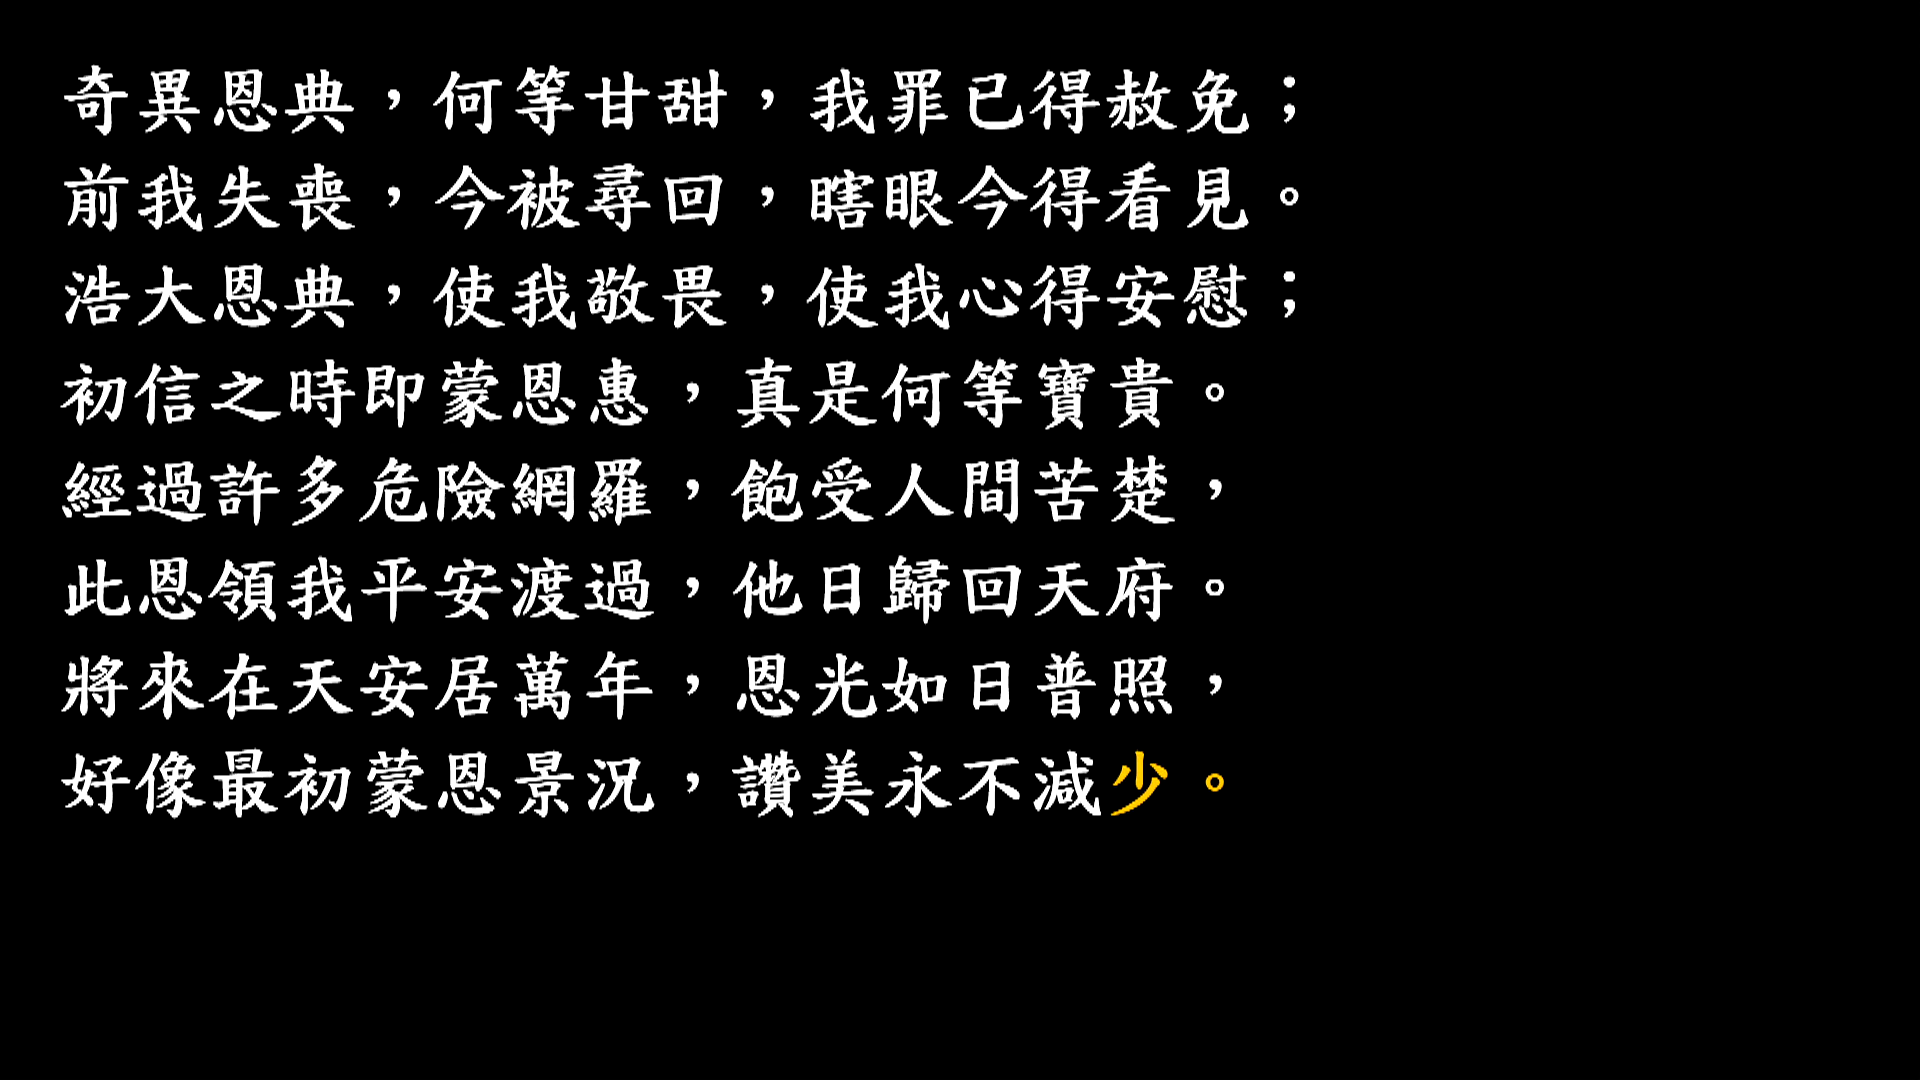 奇異恩典，何等甘甜，我罪已得赦免；
前我失喪，今被尋回，瞎眼今得看見。
浩大恩典，使我敬畏，使我心得安慰；
初信之時即蒙恩惠，真是何等寶貴。
經過許多危險網羅，飽受人間苦楚，
此恩領我平安渡過，他日歸回天府。
將來在天安居萬年，恩光如日普照，
好像最初蒙恩景況，讚美永不減少。